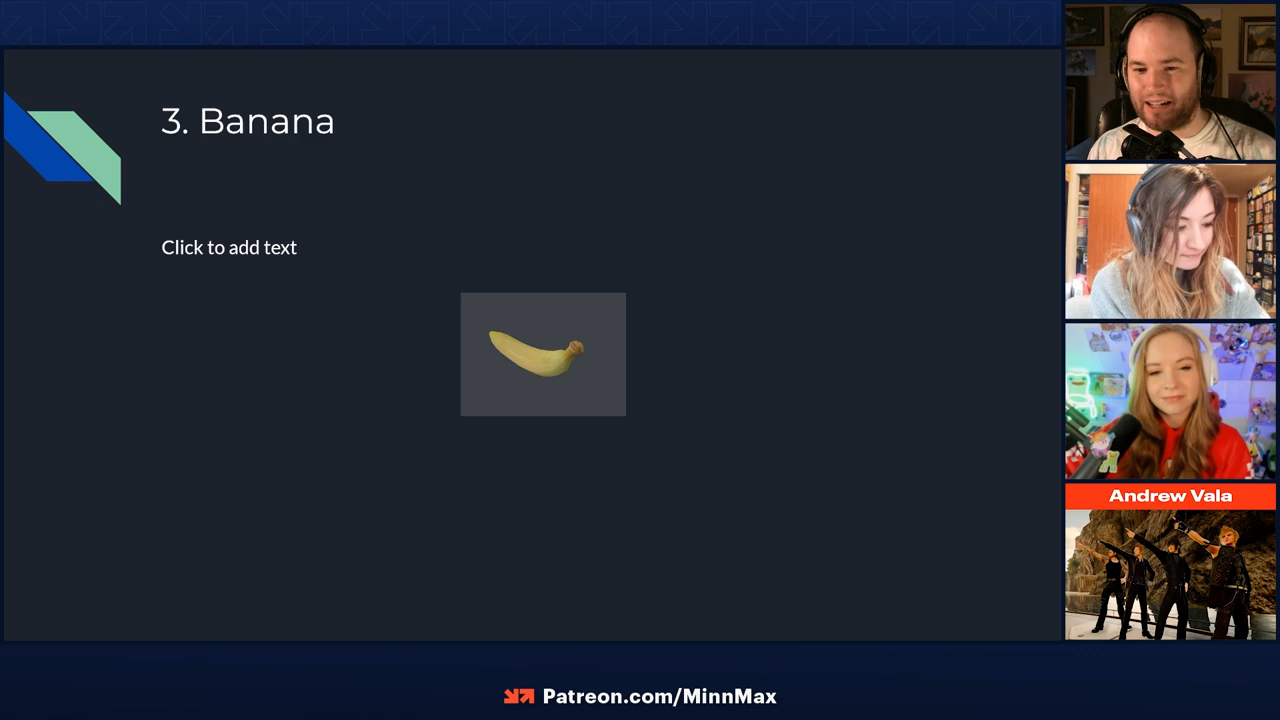 3. Banana
Click to add text
Andrew Vala
Patreon.com/MinnMax